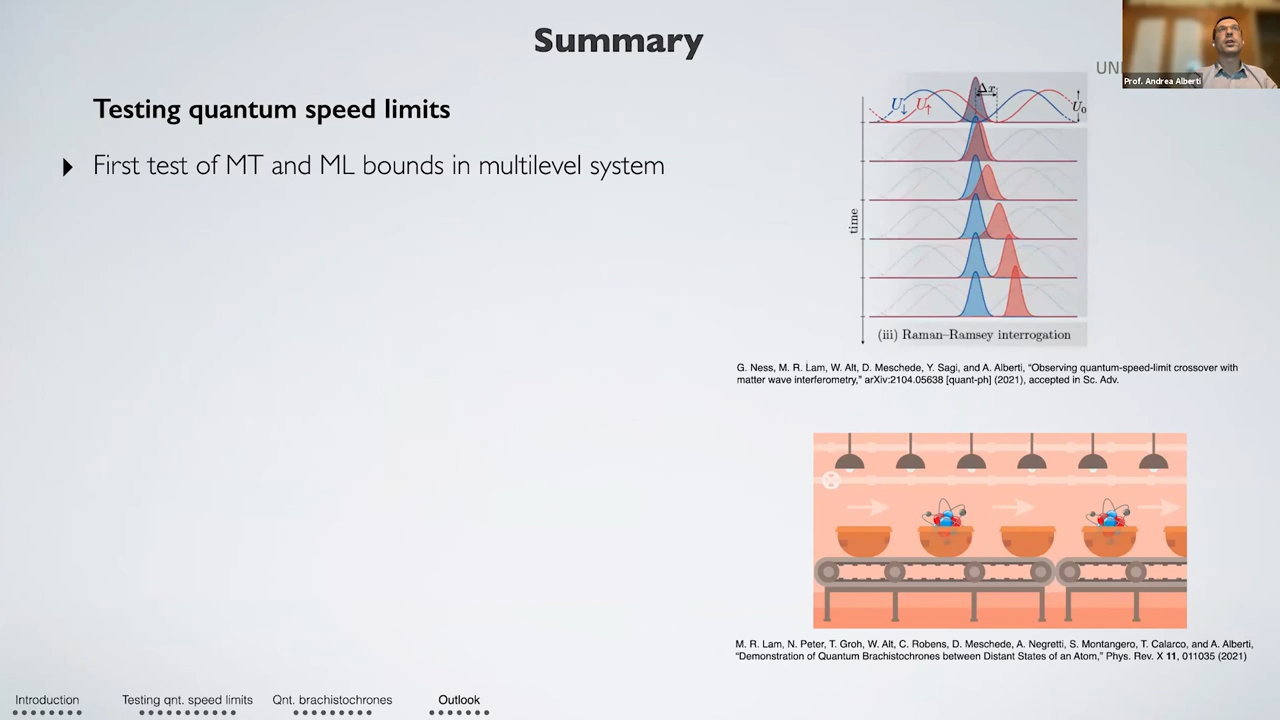 Summary
UNI
Prof. Andrea Alberti
Testing quantum speed limits
First test of MT and ML bounds in multilevel system
U↓ U↑ Δx U0
time
(iii) Raman–Ramsey interrogation
G. Ness, M. R. Lam, W. Alt, D. Meschede, Y. Sagi, and A. Alberti, “Observing quantum-speed-limit crossover with
matter wave interferometry,” arXiv:2104.05638 [quant-ph] (2021), accepted in Sc. Adv.
M. R. Lam, N. Peter, T. Groh, W. Alt, C. Robens, D. Meschede, A. Negretti, S. Montangero, T. Calarco, and A. Alberti,
“Demonstration of Quantum Brachistochrones between Distant States of an Atom,” Phys. Rev. X 11, 011035 (2021)
Introduction Testing qnt. speed limits Qnt. brachistochrones Outlook